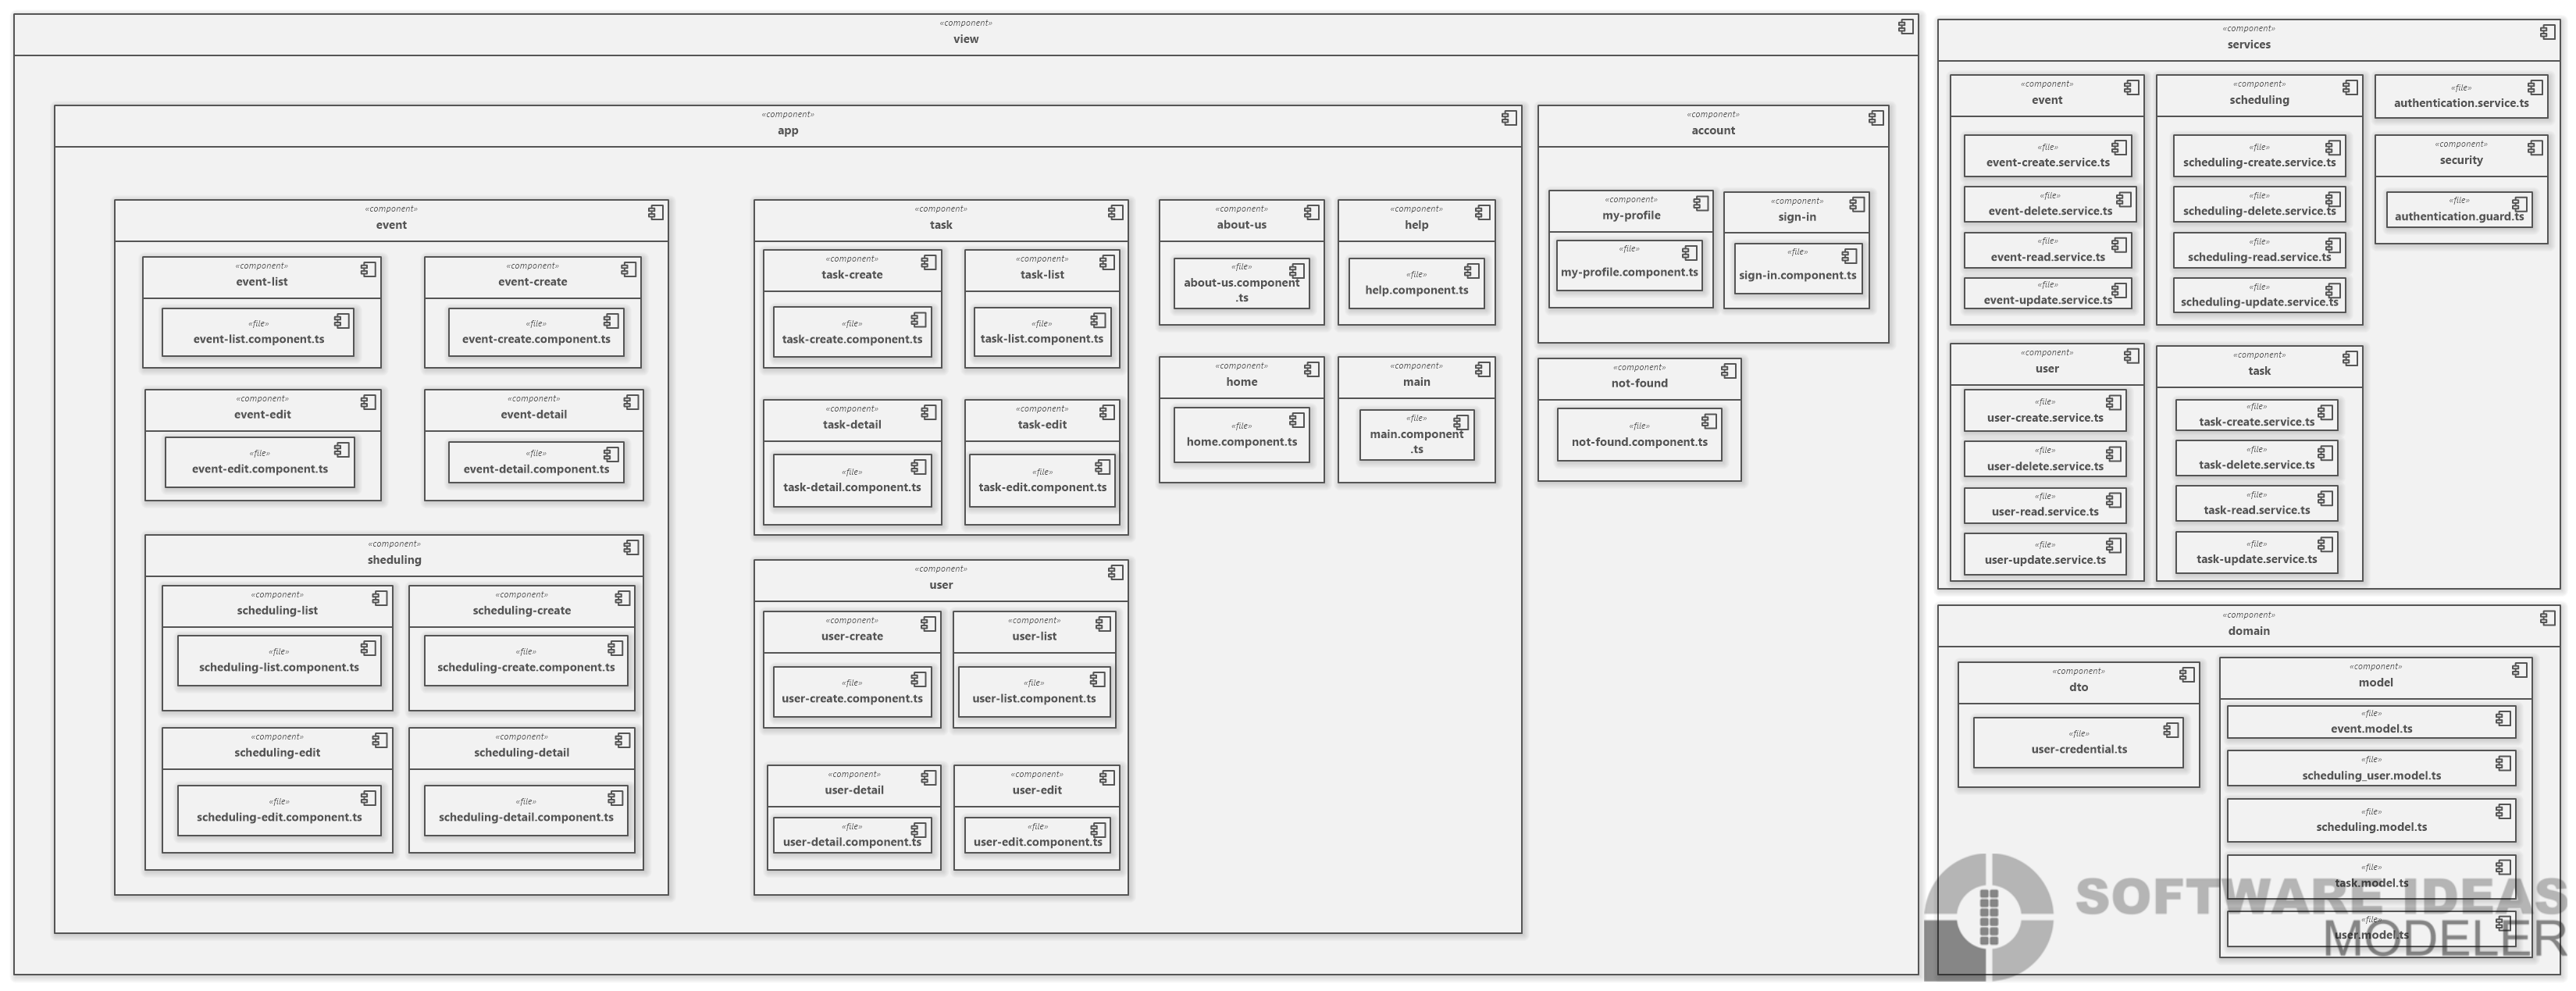 «component»
view
«component»
app
«component»
event
«component»
event-list
«file»
event-list.component.ts
«component»
event-create
«file»
event-create.component.ts
«component»
event-edit
«file»
event-edit.component.ts
«component»
event-detail
«file»
event-detail.component.ts
«component»
sheduling
«component»
scheduling-list
«file»
scheduling-list.component.ts
«component»
scheduling-create
«file»
scheduling-create.component.ts
«component»
scheduling-edit
«file»
scheduling-edit.component.ts
«component»
scheduling-detail
«file»
scheduling-detail.component.ts
«component»
task
«component»
task-create
«file»
task-create.component.ts
«component»
task-list
«file»
task-list.component.ts
«component»
task-detail
«file»
task-detail.component.ts
«component»
task-edit
«file»
task-edit.component.ts
«component»
user
«component»
user-create
«file»
user-create.component.ts
«component»
user-list
«file»
user-list.component.ts
«component»
user-detail
«file»
user-detail.component.ts
«component»
user-edit
«file»
user-edit.component.ts
«component»
about-us
«file»
about-us.component
.ts
«component»
help
«file»
help.component.ts
«component»
home
«file»
home.component.ts
«component»
main
«file»
main.component
.ts
«component»
account
«component»
my-profile
«file»
my-profile.component.ts
«component»
sign-in
«file»
sign-in.component.ts
«component»
not-found
«file»
not-found.component.ts
«component»
services
«component»
event
«file»
event-create.service.ts
«file»
event-delete.service.ts
«file»
event-read.service.ts
«file»
event-update.service.ts
«component»
scheduling
«file»
scheduling-create.service.ts
«file»
scheduling-delete.service.ts
«file»
scheduling-read.service.ts
«file»
scheduling-update.service.ts
«file»
authentication.service.ts
«component»
security
«file»
authentication.guard.ts
«component»
user
«file»
user-create.service.ts
«file»
user-delete.service.ts
«file»
user-read.service.ts
«file»
user-update.service.ts
«component»
task
«file»
task-create.service.ts
«file»
task-delete.service.ts
«file»
task-read.service.ts
«file»
task-update.service.ts
«component»
domain
«component»
dto
«file»
user-credential.ts
«component»
model
«file»
event.model.ts
«file»
scheduling_user.model.ts
«file»
scheduling.model.ts
«file»
task.model.ts
«file»
user.model.ts
SOFTWARE IDEAS
MODELER